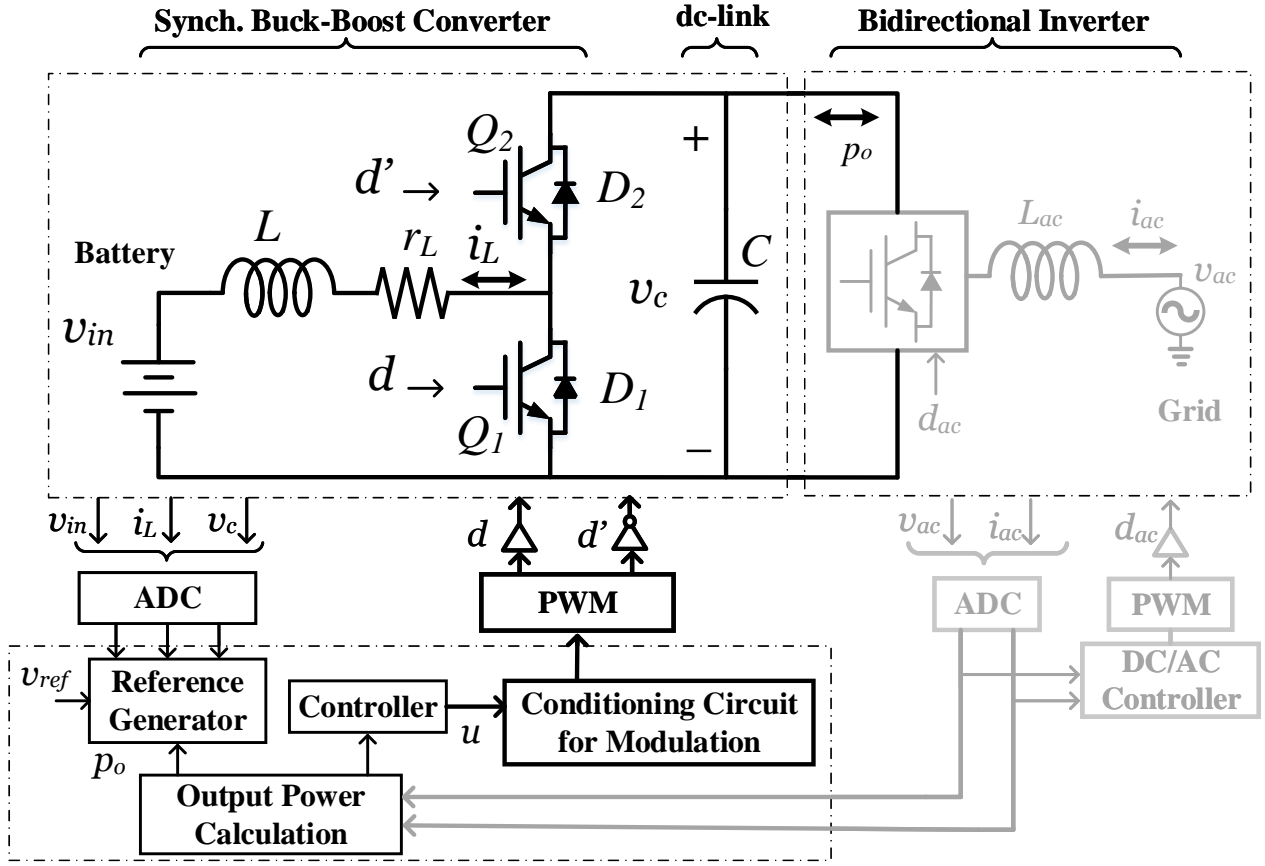 Synch. Buck-Boost Converter
dc-link
Bidirectional Inverter
Q2
d'
D2
+
po
L
rL
iL
Battery
vin
C
vc
Lac
iac
vac
d
D1
Q1
dac
Grid
−
vin
iL
vc
d
d'
vac
iac
dac
ADC
PWM
ADC
PWM
vref
Reference
Generator
Controller
u
Conditioning Circuit
for Modulation
DC/AC
Controller
po
Output Power
Calculation